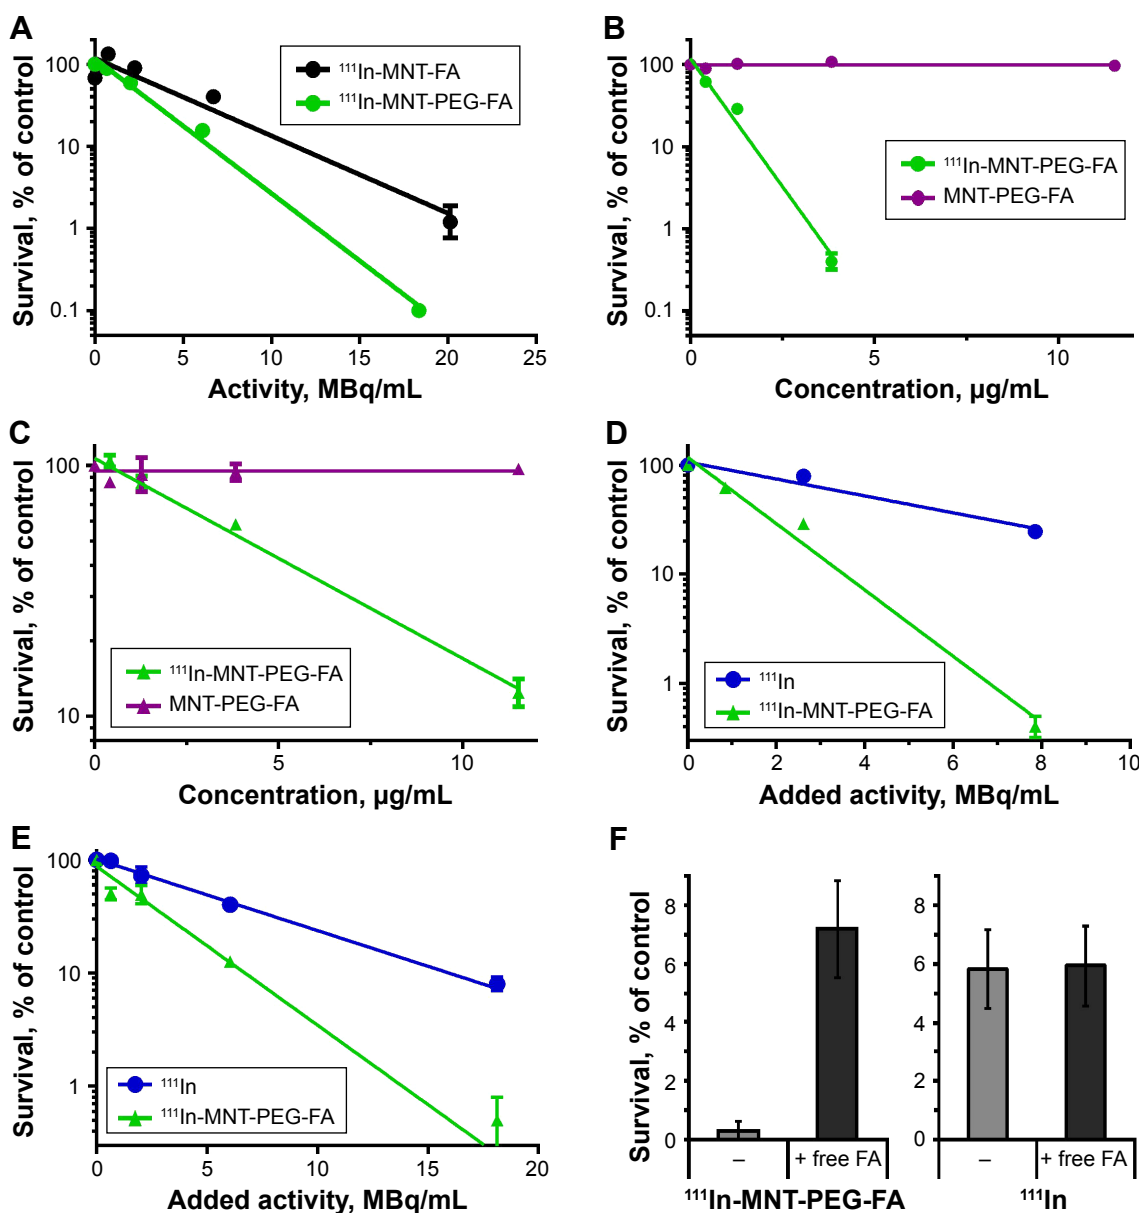 A
Survival, % of control
100
10
1
0.1
0 5 10 15 20 25
Activity, MBq/mL
¹¹¹In-MNT-FA
¹¹¹In-MNT-PEG-FA
B
Survival, % of control
100
10
1
0.1
0 5 10
Concentration, µg/mL
¹¹¹In-MNT-PEG-FA
MNT-PEG-FA
C
Survival, % of control
100
10
0 5 10
Concentration, µg/mL
¹¹¹In-MNT-PEG-FA
MNT-PEG-FA
D
Survival, % of control
100
10
1
0 2 4 6 8 10
Added activity, MBq/mL
¹¹¹In
¹¹¹In-MNT-PEG-FA
E
Survival, % of control
100
10
1
0 5 10 15 20
Added activity, MBq/mL
¹¹¹In
¹¹¹In-MNT-PEG-FA
F
Survival, % of control
8
6
4
2
0
– + free FA
¹¹¹In-MNT-PEG-FA
8
6
4
2
0
– + free FA
¹¹¹In